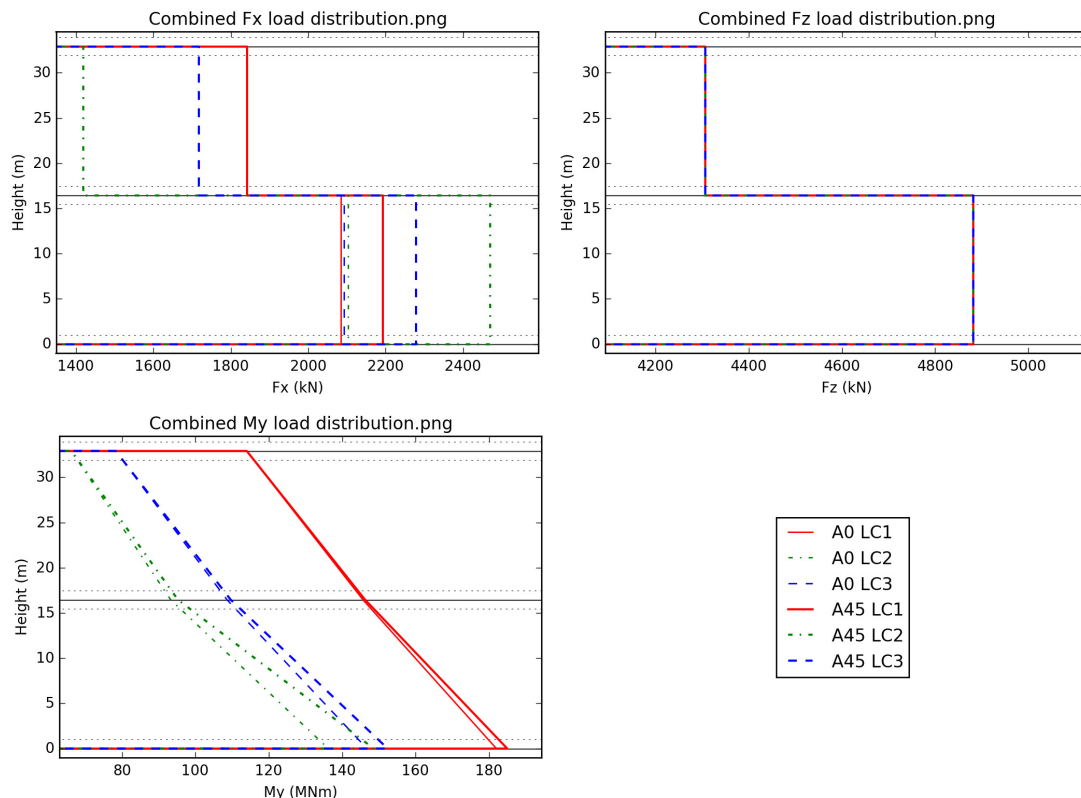 Combined Fx load distribution.png
Height (m)
30
25
20
15
10
5
0
1400 1600 1800 2000 2200 2400
Fx (kN)
Combined Fz load distribution.png
Height (m)
30
25
20
15
10
5
0
4200 4400 4600 4800 5000
Fz (kN)
Combined My load distribution.png
Height (m)
30
25
20
15
10
5
0
80 100 120 140 160 180
My (MNm)
A0 LC1
A0 LC2
A0 LC3
A45 LC1
A45 LC2
A45 LC3